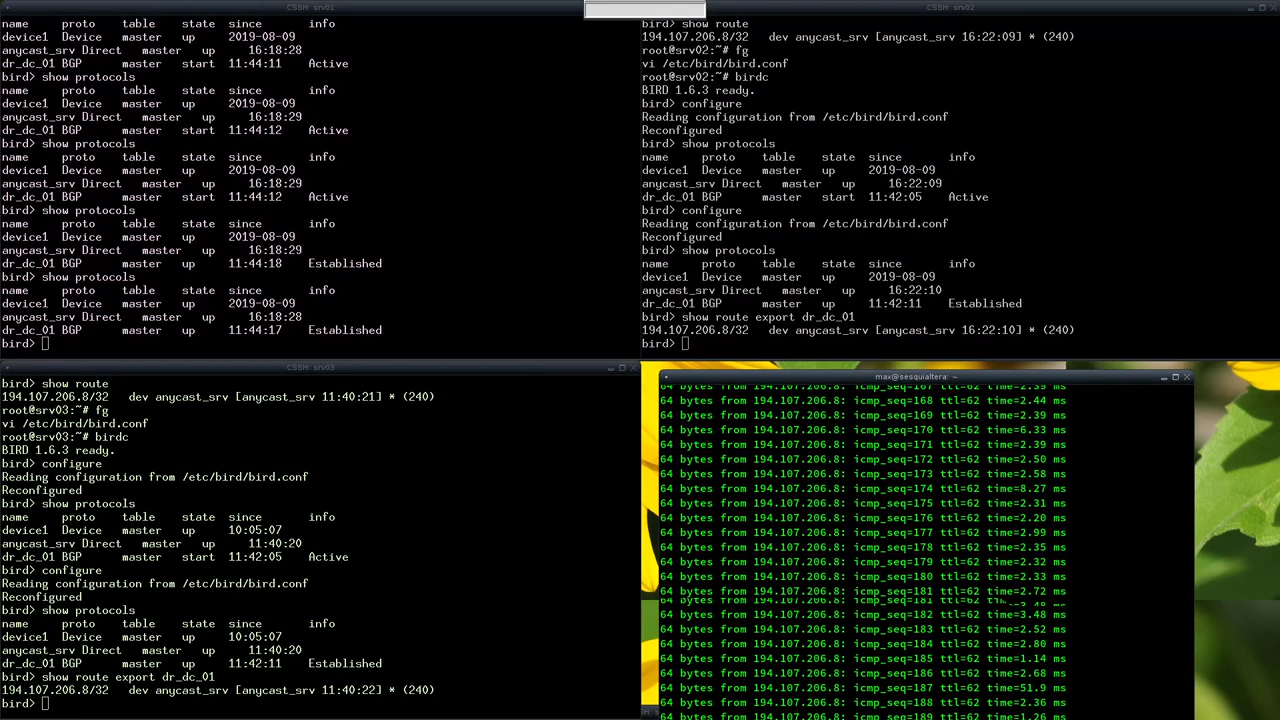 CSSH: srv01
name      proto    table    state  since       info
device1  Device   master   up     2019-08-09
anycast_srv Direct   master   up     16:18:28
dr_dc_01 BGP      master   start  11:44:11    Active
bird> show protocols
name      proto    table    state  since       info
device1  Device   master   up     2019-08-09
anycast_srv Direct   master   up     16:18:29
dr_dc_01 BGP      master   start  11:44:12    Active
bird> show protocols
name      proto    table    state  since       info
device1  Device   master   up     2019-08-09
anycast_srv Direct   master   up     16:18:29
dr_dc_01 BGP      master   start  11:44:12    Active
bird> show protocols
name      proto    table    state  since       info
device1  Device   master   up     2019-08-09
anycast_srv Direct   master   up     16:18:29
dr_dc_01 BGP      master   start  11:44:18    Established
bird> show protocols
name      proto    table    state  since       info
device1  Device   master   up     2019-08-09
anycast_srv Direct   master   up     16:18:28
dr_dc_01 BGP      master   start  11:44:17    Established
bird>
CSSH: srv02
bird> show route
194.107.206.8/32   dev anycast_srv [anycast_srv 16:22:09] * (240)
root@srv02:~# fg
vi /etc/bird/bird.conf
root@srv02:~# birdc
BIRD 1.6.3 ready.
bird> configure
Reading configuration from /etc/bird/bird.conf
Reconfigured
bird> show protocols
name      proto    table    state  since       info
device1  Device   master   up     2019-08-09
anycast_srv Direct   master   up     16:22:09
dr_dc_01 BGP      master   start  11:42:05    Active
bird> configure
Reading configuration from /etc/bird/bird.conf
Reconfigured
bird> show protocols
name      proto    table    state  since       info
device1  Device   master   up     2019-08-09
anycast_srv Direct   master   up     16:22:10
dr_dc_01 BGP      master   up     11:42:11    Established
bird> show route export dr_dc_01
194.107.206.8/32   dev anycast_srv [anycast_srv 16:22:10] * (240)
bird>
CSSH: srv03
bird> show route
194.107.206.8/32   dev anycast_srv [anycast_srv 11:40:21] * (240)
root@srv03:~# fg
vi /etc/bird/bird.conf
root@srv03:~# birdc
BIRD 1.6.3 ready.
bird> configure
Reading configuration from /etc/bird/bird.conf
Reconfigured
bird> show protocols
name      proto    table    state  since       info
device1  Device   master   up     10:05:07
anycast_srv Direct   master   up     11:40:20
dr_dc_01 BGP      master   start  11:42:05    Active
bird> configure
Reading configuration from /etc/bird/bird.conf
Reconfigured
bird> show protocols
name      proto    table    state  since       info
device1  Device   master   up     10:05:07
anycast_srv Direct   master   up     11:40:20
dr_dc_01 BGP      master   up     11:42:11    Established
bird> show route export dr_dc_01
194.107.206.8/32   dev anycast_srv [anycast_srv 11:40:22] * (240)
bird>
max@sesquialtera: ~
64 bytes from 194.107.206.8: icmp_seq=167 ttl=62 time=2.39 ms
64 bytes from 194.107.206.8: icmp_seq=168 ttl=62 time=2.44 ms
64 bytes from 194.107.206.8: icmp_seq=169 ttl=62 time=2.39 ms
64 bytes from 194.107.206.8: icmp_seq=170 ttl=62 time=6.33 ms
64 bytes from 194.107.206.8: icmp_seq=171 ttl=62 time=2.39 ms
64 bytes from 194.107.206.8: icmp_seq=172 ttl=62 time=2.50 ms
64 bytes from 194.107.206.8: icmp_seq=173 ttl=62 time=2.58 ms
64 bytes from 194.107.206.8: icmp_seq=174 ttl=62 time=8.27 ms
64 bytes from 194.107.206.8: icmp_seq=175 ttl=62 time=2.31 ms
64 bytes from 194.107.206.8: icmp_seq=176 ttl=62 time=2.20 ms
64 bytes from 194.107.206.8: icmp_seq=177 ttl=62 time=2.99 ms
64 bytes from 194.107.206.8: icmp_seq=178 ttl=62 time=2.35 ms
64 bytes from 194.107.206.8: icmp_seq=179 ttl=62 time=2.32 ms
64 bytes from 194.107.206.8: icmp_seq=180 ttl=62 time=2.33 ms
64 bytes from 194.107.206.8: icmp_seq=181 ttl=62 time=2.72 ms
64 bytes from 194.107.206.8: icmp_seq=181 ttl=62
64 bytes from 194.107.206.8: icmp_seq=182 ttl=62 time=3.48 ms
64 bytes from 194.107.206.8: icmp_seq=183 ttl=62 time=2.52 ms
64 bytes from 194.107.206.8: icmp_seq=184 ttl=62 time=2.80 ms
64 bytes from 194.107.206.8: icmp_seq=185 ttl=62 time=1.14 ms
64 bytes from 194.107.206.8: icmp_seq=186 ttl=62 time=2.68 ms
64 bytes from 194.107.206.8: icmp_seq=187 ttl=62 time=51.9 ms
64 bytes from 194.107.206.8: icmp_seq=188 ttl=62 time=2.36 ms
64 bytes from 194.107.206.8: icmp_seq=189 ttl=62 time=1.26 ms